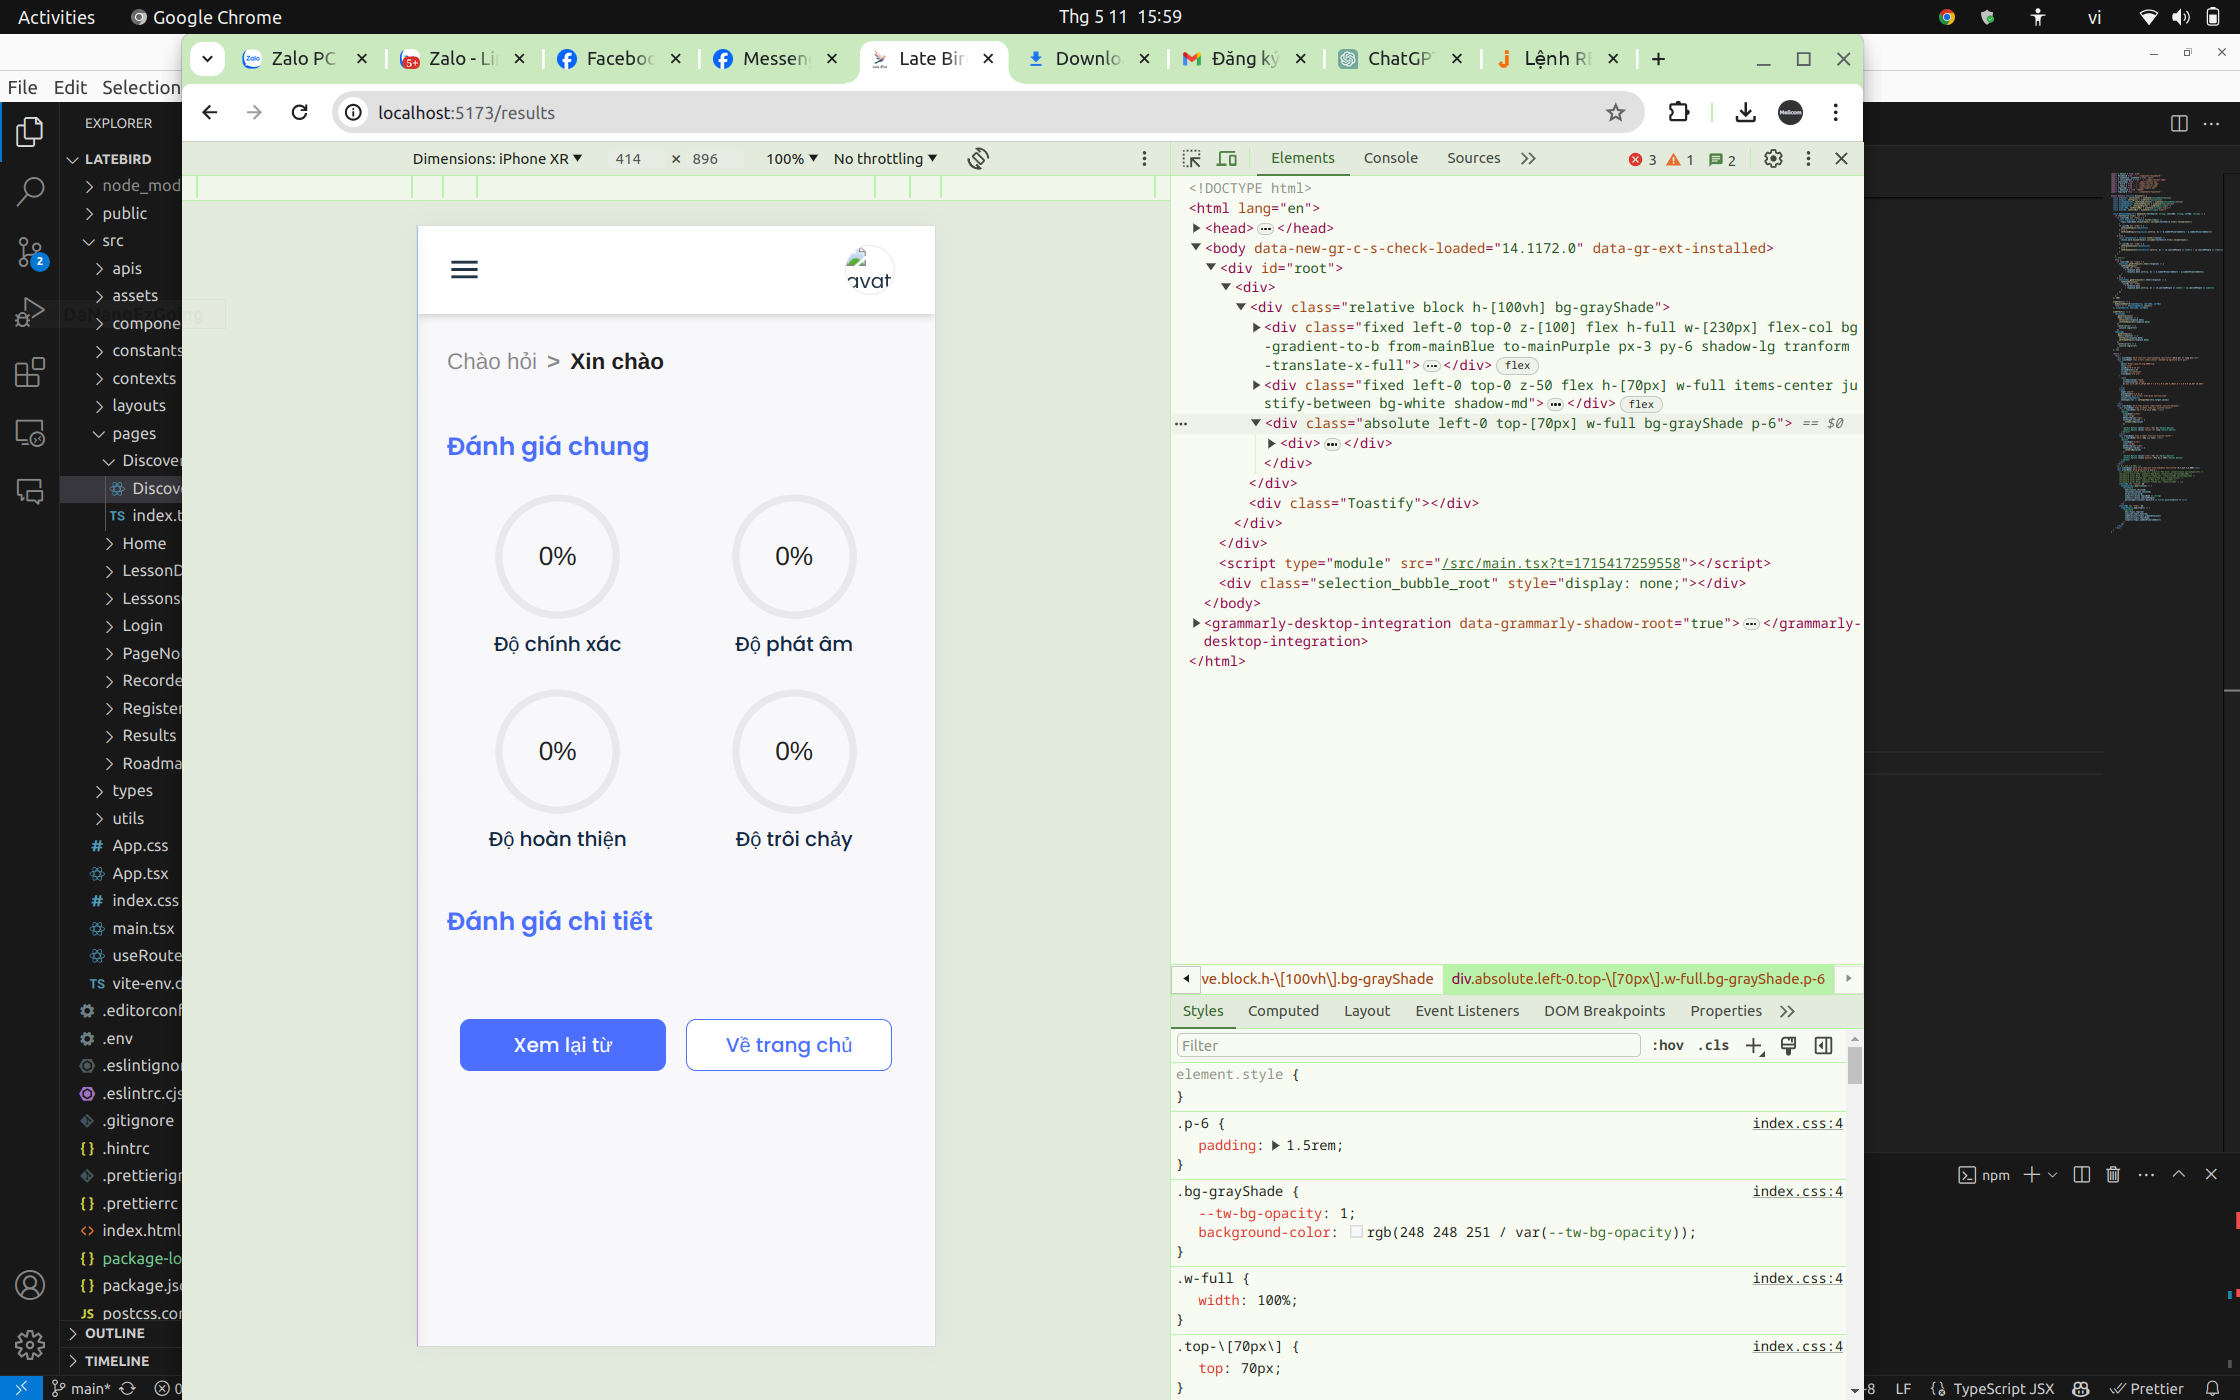 Activities
Google Chrome
Thg 5 11 15:59
vi
File Edit Selection
Zalo PC
Zalo - Li
Faceboo
Messen
Late Bir
Downlo
Đăng ký
ChatGPT
Lệnh RE
localhost:5173/results
EXPLORER
LATEBIRD
node_mod
public
src
apis
assets
compone
constants
contexts
layouts
pages
Discover
Discove
TS index.t
Home
LessonD
Lessons
Login
PageNo
Recorde
Register
Results
Roadma
types
utils
# App.css
App.tsx
# index.css
main.tsx
useRoute
TS vite-env.d
.editorconf
.env
.eslintignor
.eslintrc.cjs
.gitignore
.hintrc
.prettierign
.prettierrc
index.html
package-lo
package.jso
JS postcss.con
OUTLINE
TIMELINE
main*
0
Dimensions: iPhone XR
414 × 896
100%
No throttling
avat
Chào hỏi > Xin chào
Đánh giá chung
0%
0%
Độ chính xác
Độ phát âm
0%
0%
Độ hoàn thiện
Độ trôi chảy
Đánh giá chi tiết
Xem lại từ
Về trang chủ
Elements
Console
Sources
3
1
2
<!DOCTYPE html>
<html lang="en">
<head> ⋯ </head>
<body data-new-gr-c-s-check-loaded="14.1172.0" data-gr-ext-installed>
<div id="root">
<div>
<div class="relative block h-[100vh] bg-grayShade">
<div class="fixed left-0 top-0 z-[100] flex h-full w-[230px] flex-col bg
-gradient-to-b from-mainBlue to-mainPurple px-3 py-6 shadow-lg tranform
-translate-x-full"> ⋯ </div> flex
<div class="fixed left-0 top-0 z-50 flex h-[70px] w-full items-center ju
stify-between bg-white shadow-md"> ⋯ </div> flex
<div class="absolute left-0 top-[70px] w-full bg-grayShade p-6"> == $0
<div> ⋯ </div>
</div>
</div>
<div class="Toastify"></div>
</div>
</div>
<script type="module" src="/src/main.tsx?t=1715417259558"></script>
<div class="selection_bubble_root" style="display: none;"></div>
</body>
<grammarly-desktop-integration data-grammarly-shadow-root="true"> ⋯ </grammarly-
desktop-integration>
</html>
ve.block.h-\[100vh\].bg-grayShade
div.absolute.left-0.top-\[70px\].w-full.bg-grayShade.p-6
Styles
Computed
Layout
Event Listeners
DOM Breakpoints
Properties
Filter
:hov
.cls
element.style {
}
.p-6 {
index.css:4
padding: 1.5rem;
}
.bg-grayShade {
index.css:4
--tw-bg-opacity: 1;
background-color: rgb(248 248 251 / var(--tw-bg-opacity));
}
.w-full {
index.css:4
width: 100%;
}
.top-\[70px\] {
index.css:4
top: 70px;
}
npm
-8
LF
TypeScript JSX
Prettier